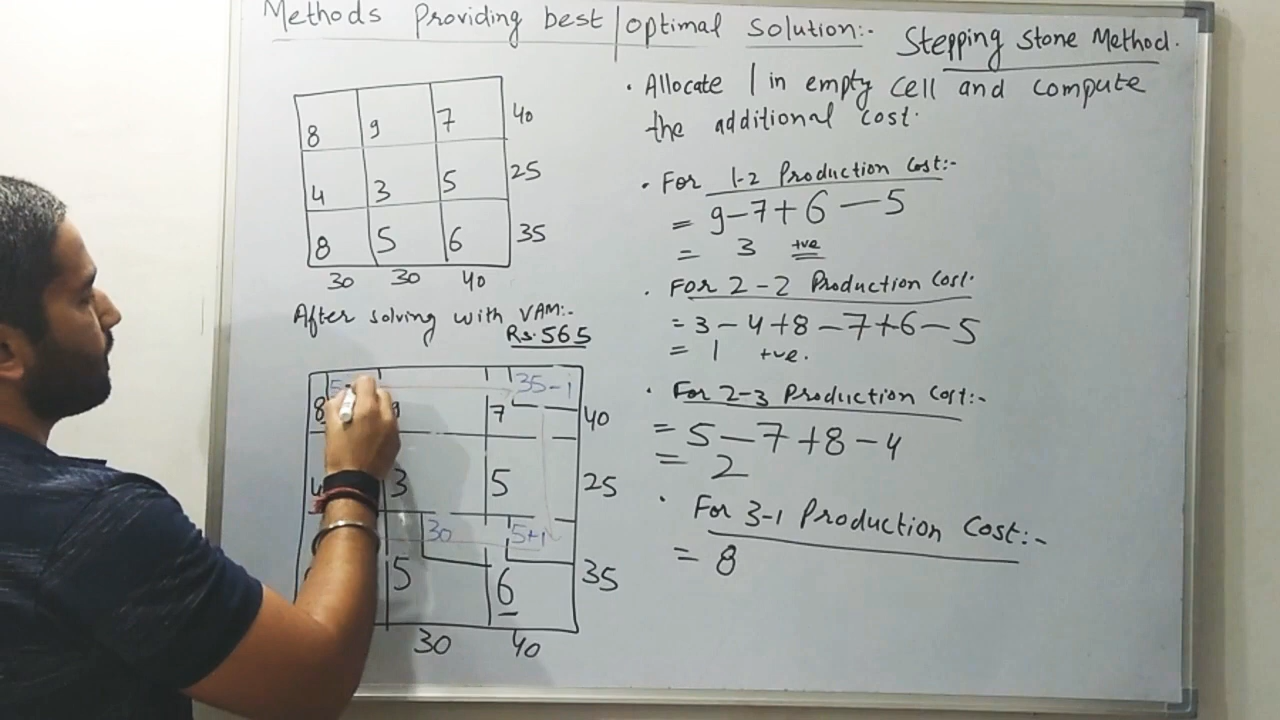 Methods Providing best / optimal solution:- Stepping Stone Method.
• Allocate 1 in empty cell and compute
the additional cost.
8 9 7 40
4 3 5 25
8 5 6 35
30 30 40
After solving with VAM:-
Rs.565
35-1
8 9 7 40
4 3 5 25
30 5+1
5 6 35
30 40
• For 1-2 Production Cost:-
= 9-7+6-5
= 3 +ve
• For 2-2 Production Cost.
= 3-4+8-7+6-5
= 1 +ve.
• For 2-3 Production Cost:-
= 5-7+8-4
= 2
• For 3-1 Production Cost:-
= 8